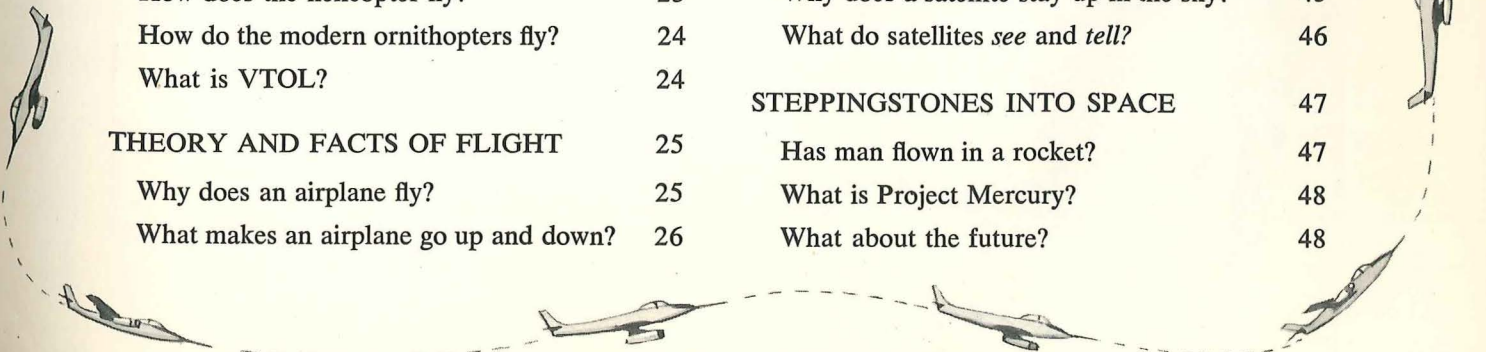 How do the modern ornithopters fly? 24
What is VTOL? 24
THEORY AND FACTS OF FLIGHT 25
Why does an airplane fly? 25
What makes an airplane go up and down? 26
What do satellites see and tell? 46
STEPPINGSTONES INTO SPACE 47
Has man flown in a rocket? 47
What is Project Mercury? 48
What about the future? 48